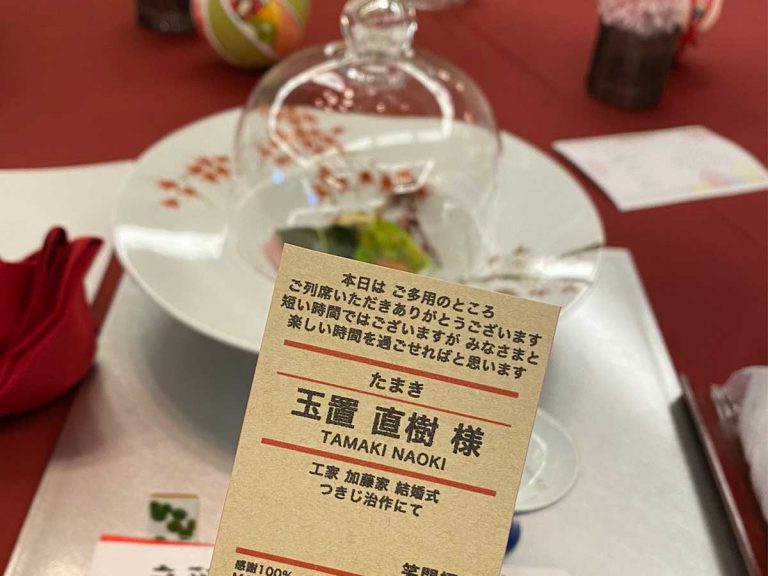 本日は ご多用のところ
ご列席いただきありがとうございます
短い時間ではございますが みなさまと
楽しい時間を過ごせればと思います
たまき
玉置 直樹 様
TAMAKI NAOKI
工家 加藤家 結婚式
つきじ治作にて
感謝100%